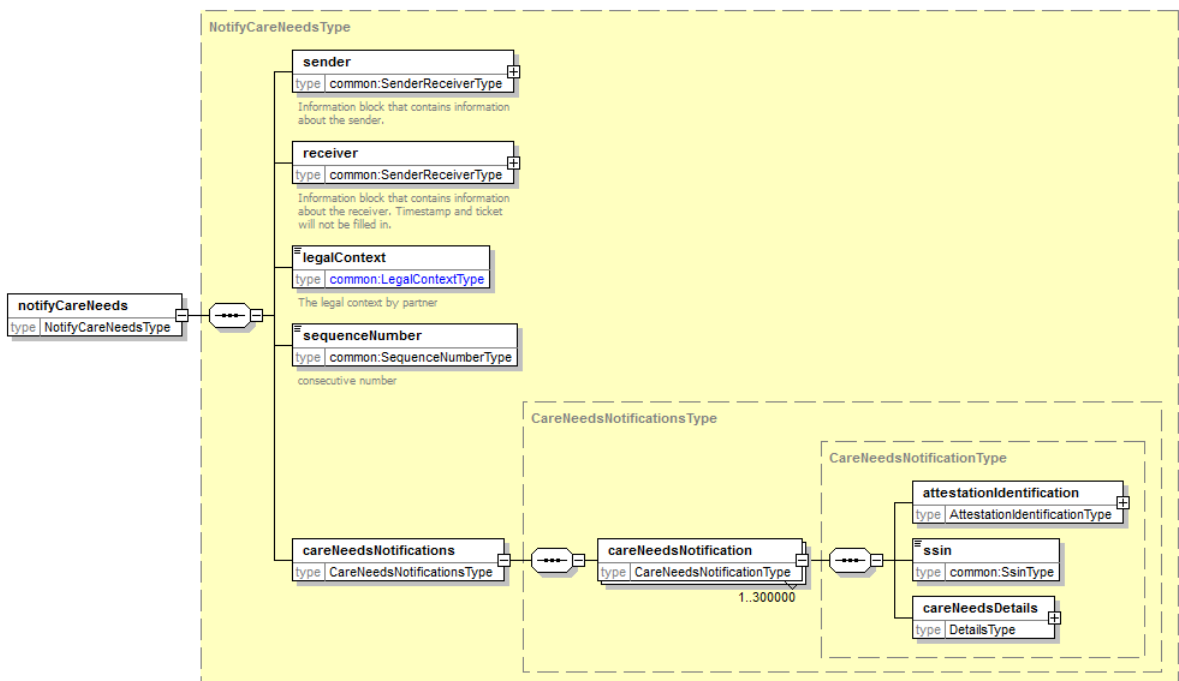 NotifyCareNeedsType
sender
type common:SenderReceiverType
Information block that contains information
about the sender.
receiver
type common:SenderReceiverType
Information block that contains information
about the receiver. Timestamp and ticket
will not be filled in.
legalContext
type common:LegalContextType
The legal context by partner
notifyCareNeeds
type NotifyCareNeedsType
sequenceNumber
type common:SequenceNumberType
consecutive number
CareNeedsNotificationsType
CareNeedsNotificationType
attestationIdentification
type AttestationIdentificationType
careNeedsNotifications
type CareNeedsNotificationsType
careNeedsNotification
type CareNeedsNotificationType
1..300000
ssin
type common:SsinType
careNeedsDetails
type DetailsType